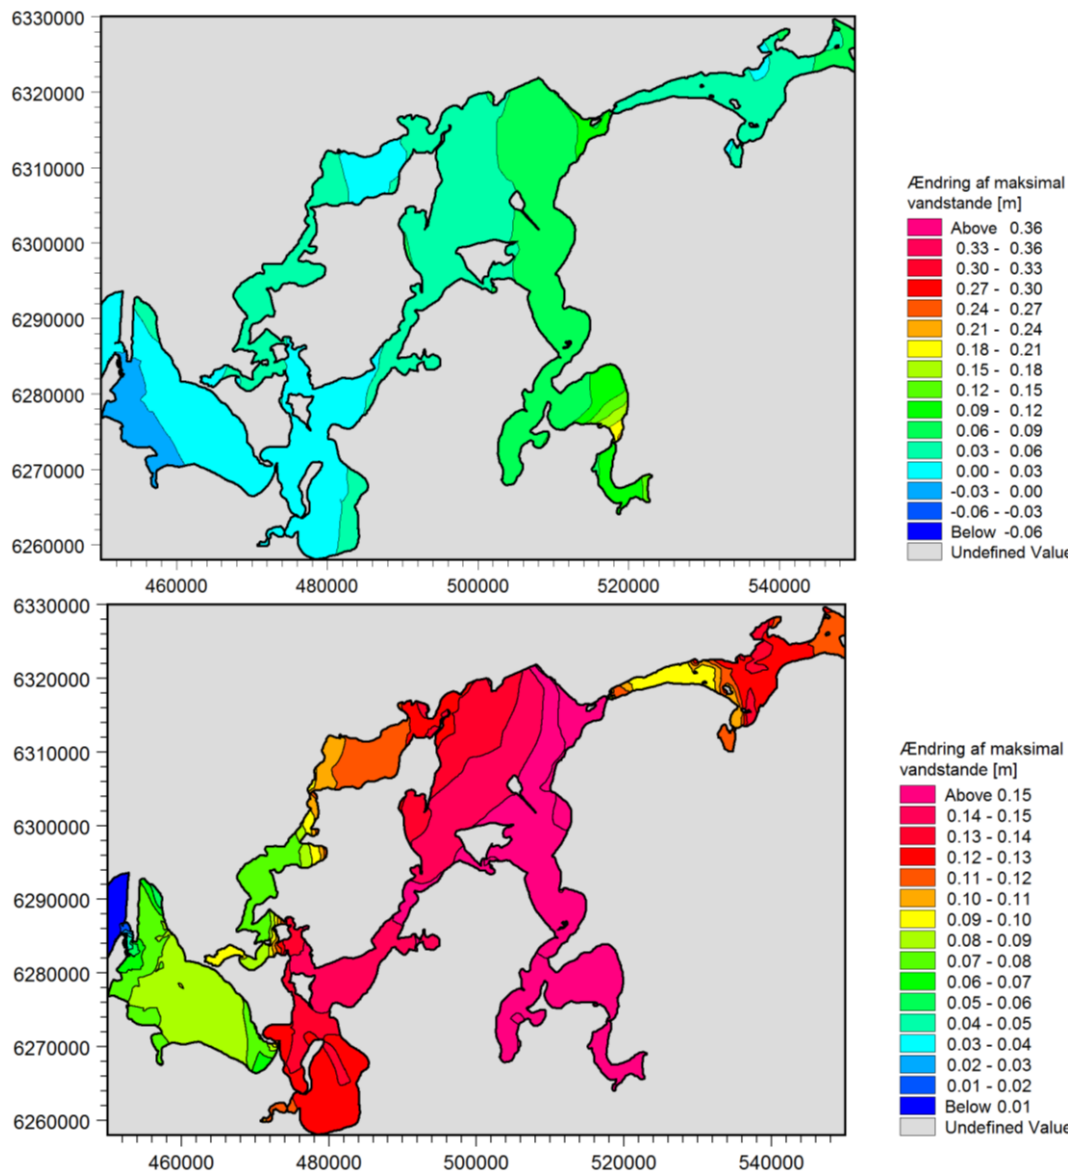 6330000
6320000
6310000
6300000
6290000
6280000
6270000
6260000
460000 480000 500000 520000 540000
Ændring af maksimal
vandstande [m]
Above 0.36
0.33 - 0.36
0.30 - 0.33
0.27 - 0.30
0.24 - 0.27
0.21 - 0.24
0.18 - 0.21
0.15 - 0.18
0.12 - 0.15
0.09 - 0.12
0.06 - 0.09
0.03 - 0.06
0.00 - 0.03
-0.03 - 0.00
-0.06 - -0.03
Below -0.06
Undefined Value
6330000
6320000
6310000
6300000
6290000
6280000
6270000
6260000
460000 480000 500000 520000 540000
Ændring af maksimal
vandstande [m]
Above 0.15
0.14 - 0.15
0.13 - 0.14
0.12 - 0.13
0.11 - 0.12
0.10 - 0.11
0.09 - 0.10
0.08 - 0.09
0.07 - 0.08
0.06 - 0.07
0.05 - 0.06
0.04 - 0.05
0.03 - 0.04
0.02 - 0.03
0.01 - 0.02
Below 0.01
Undefined Value